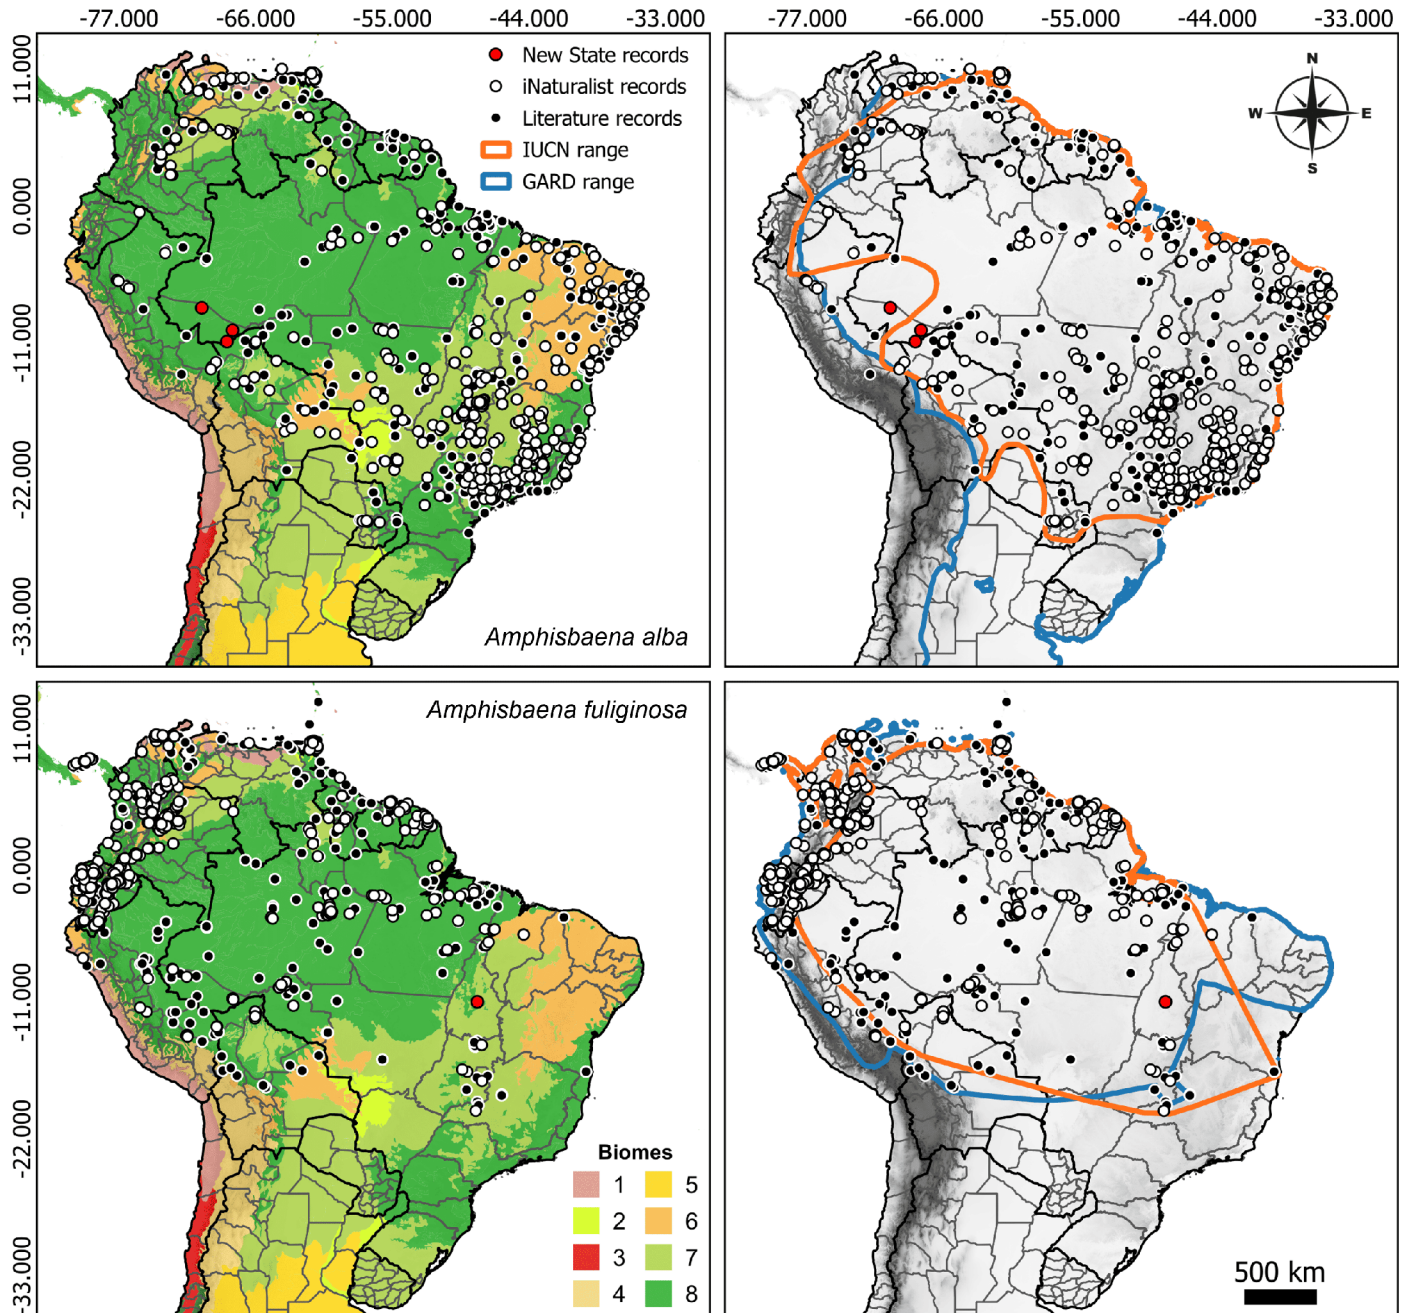 -77.000 -66.000 -55.000 -44.000 -33.000 -77.000 -66.000 -55.000 -44.000 -33.000
11.000
0.000
-11.000
-22.000
-33.000
New State records
iNaturalist records
Literature records
IUCN range
GARD range
Amphisbaena alba
N
W E
S
11.000
0.000
-11.000
-22.000
-33.000
Amphisbaena fuliginosa
Biomes
1 5
2 6
3 7
4 8
500 km